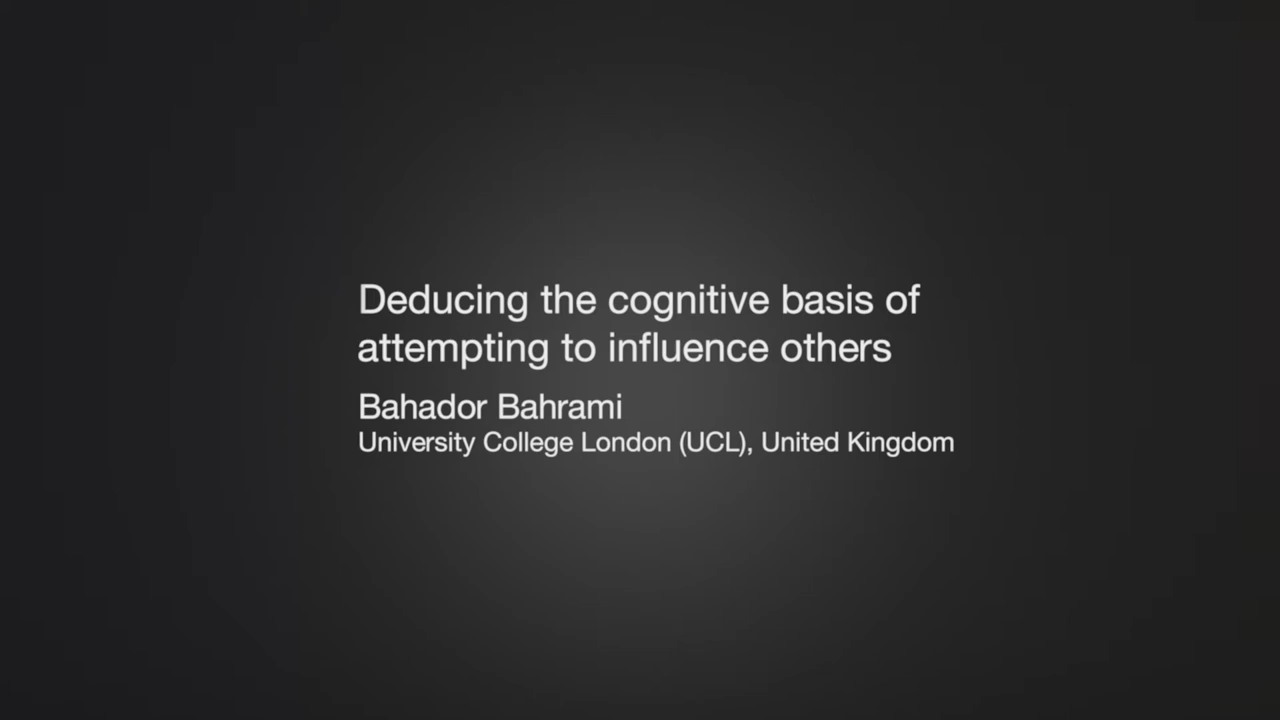 Deducing the cognitive basis of
attempting to influence others
Bahador Bahrami
University College London (UCL), United Kingdom